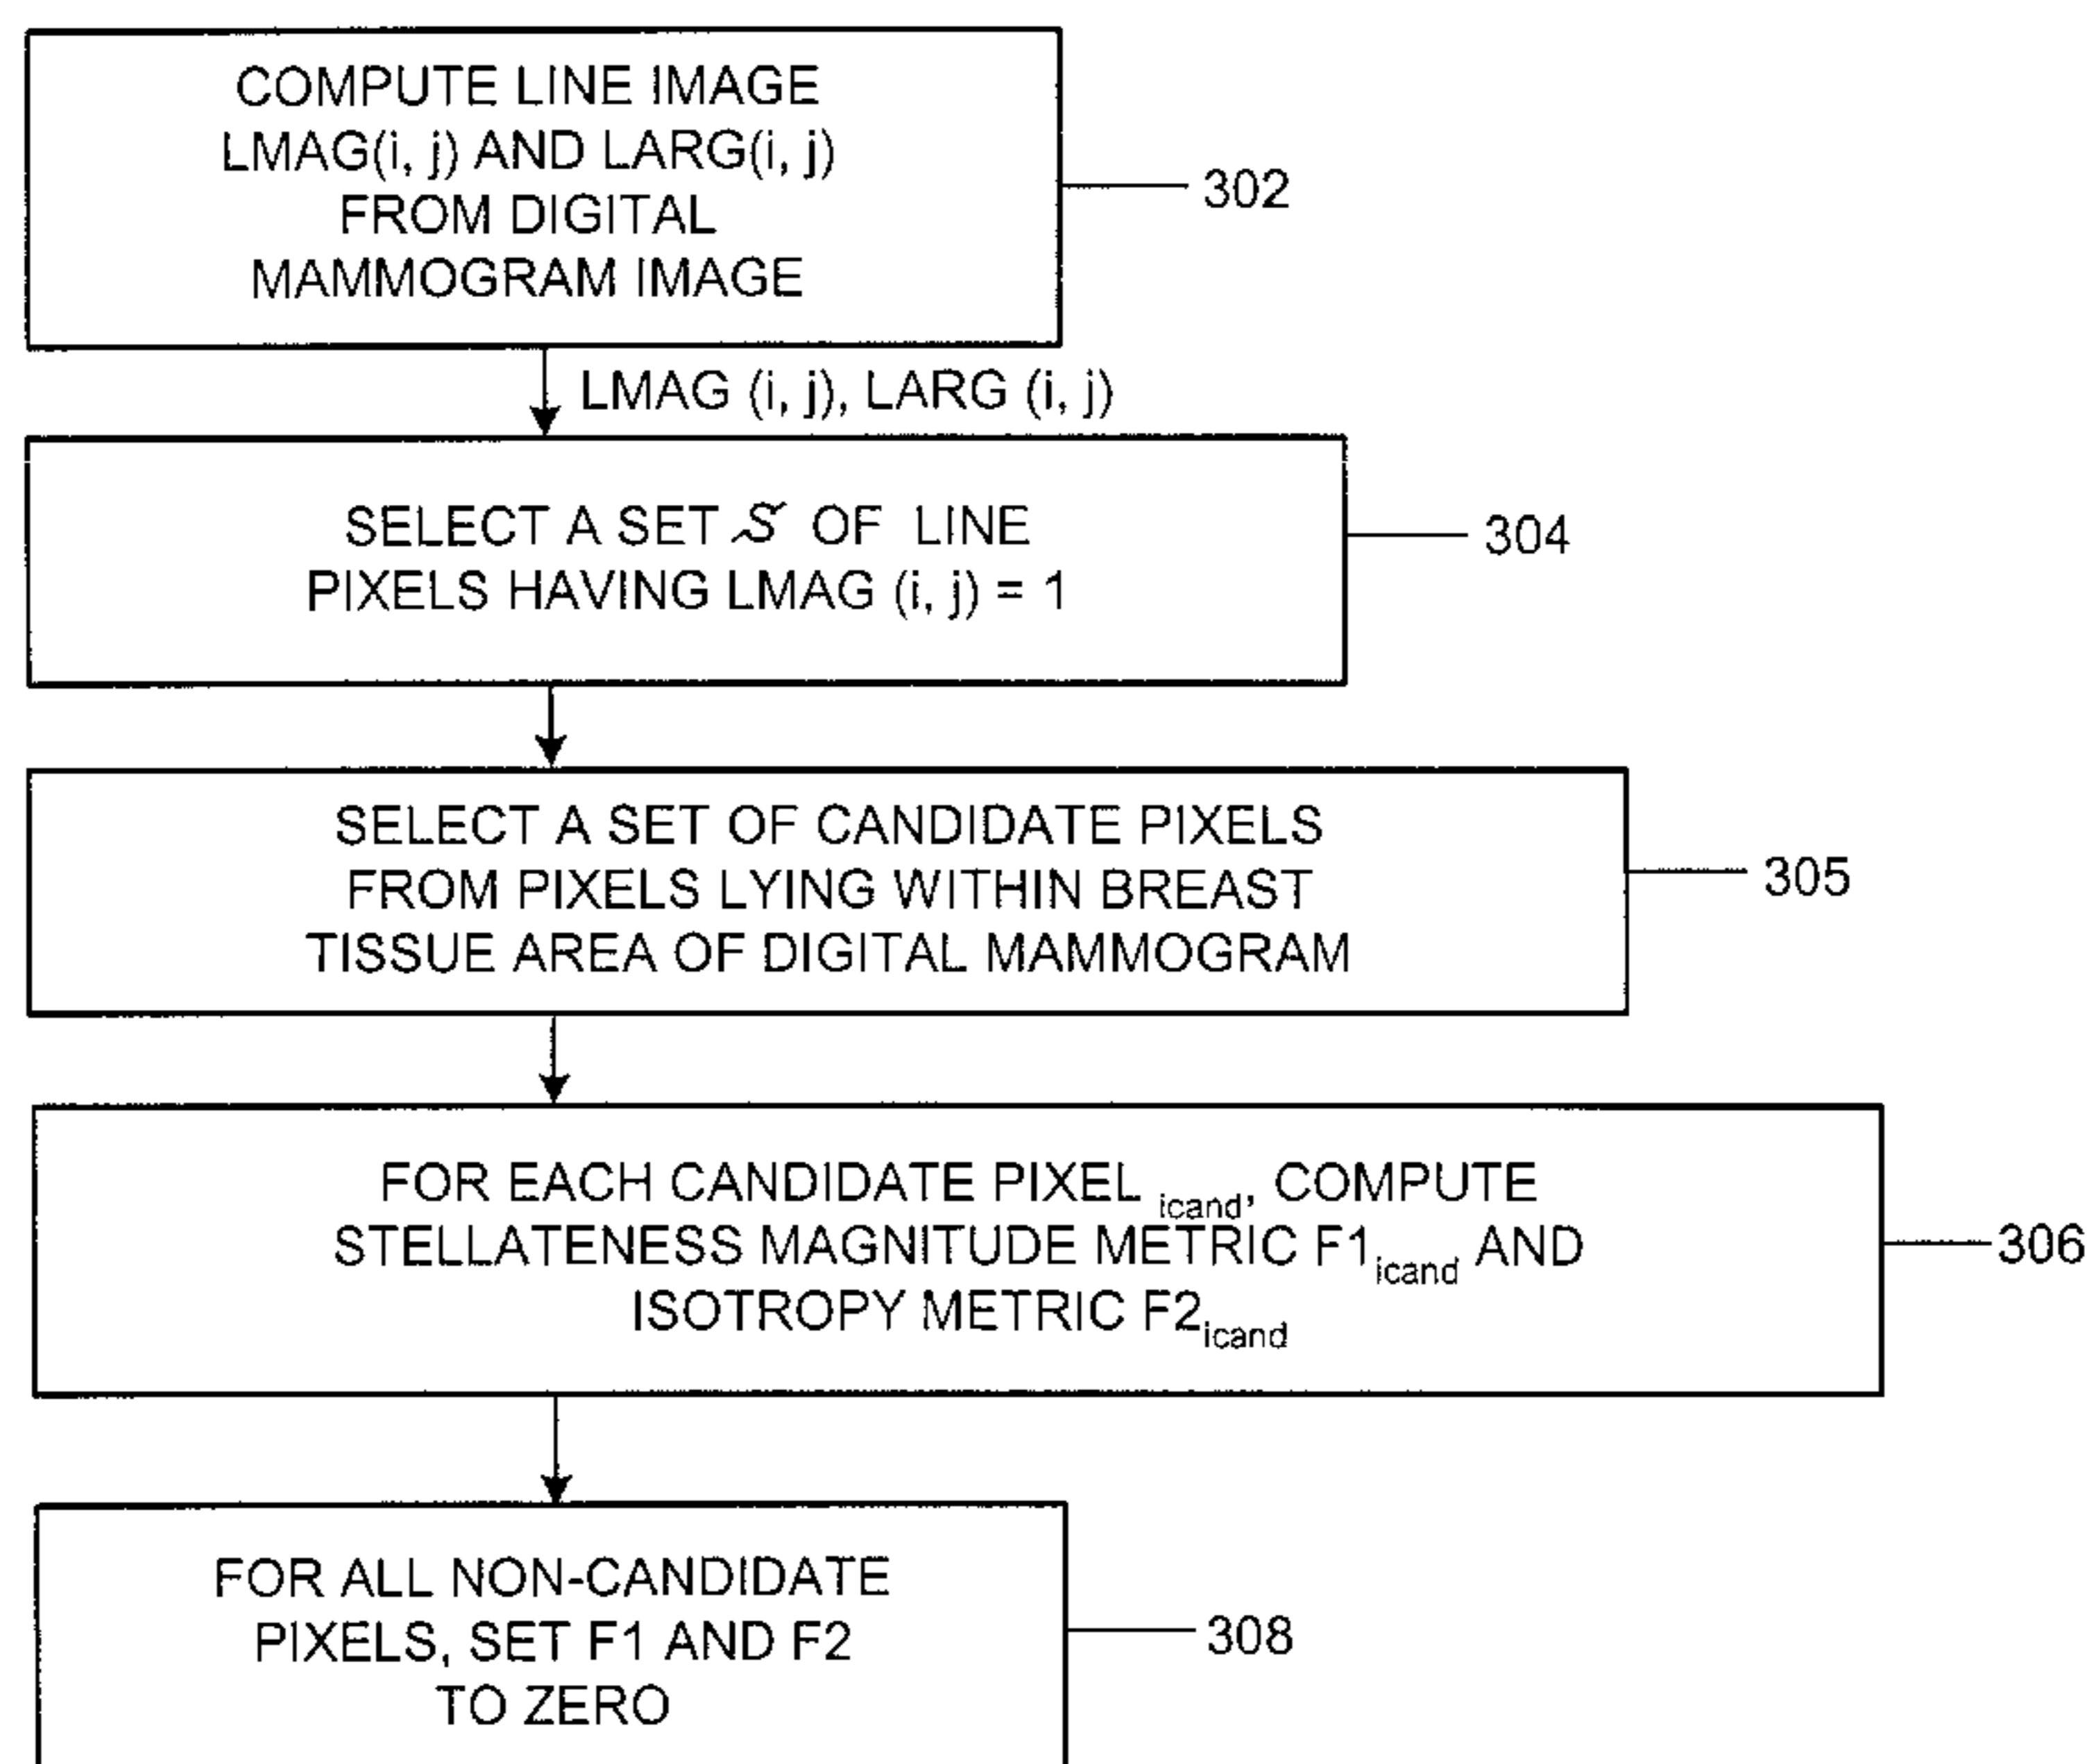 COMPUTE LINE IMAGE
LMAG(i, j) AND LARG(i, j)
FROM DIGITAL
MAMMOGRAM IMAGE
302
LMAG (i, j), LARG (i, j)
SELECT A SET S OF LINE
PIXELS HAVING LMAG (i, j) = 1
304
SELECT A SET OF CANDIDATE PIXELS
FROM PIXELS LYING WITHIN BREAST
TISSUE AREA OF DIGITAL MAMMOGRAM
305
FOR EACH CANDIDATE PIXEL icand, COMPUTE
STELLATENESS MAGNITUDE METRIC F1icand AND
ISOTROPY METRIC F2icand
306
FOR ALL NON-CANDIDATE
PIXELS, SET F1 AND F2
TO ZERO
308